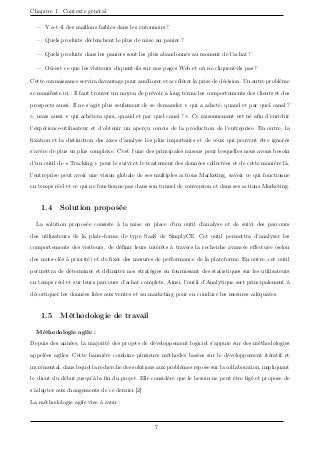 Chapitre 1. Contexte général
— Y a-t-il des maillons faibles dans les entonnoirs ?
— Quels produits déclenchent le plus de mise au panier ?
— Quels produits dans les paniers sont les plus abandonnés au moment de l'achat ?
— Où est ce que les visiteurs cliquent-ils sur nos pages Web et où ne cliquent-ils pas ?
Cette connaissance servira davantage pour améliorer et accélérer la prise de décision. Un autre problème
se manifeste ici : Il faut trouver un moyen de prévoir à long terme les comportements des clients et des
prospects aussi. Il ne s'agit plus seulement de se demander « qui a acheté, quand et par quel canal ?
», mais aussi « qui achètera quoi, quand et par quel canal ? ». Ce raisonnement est né afin d'enrichir
l'expérience-utilisateur et d'obtenir un aperçu concis de la production de l'entreprise. En outre, la
fixation et la distinction des axes d'analyse les plus importants et de ceux qui peuvent être ignorés
s'avère de plus en plus complexe. C'est l'une des principales raisons pour lesquelles nous avons besoin
d'un outil de « Tracking » pour le suivi et le traitement des données collectées et de cette manière-là,
l'entreprise peut avoir une vision globale de ses multiples actions Marketing, savoir ce qui fonctionne
en temps réel et ce qui ne fonctionne pas dans son tunnel de conversion et dans ses actions Marketing.
1.4 Solution proposée
La solution proposée consiste à la mise en place d'un outil d'analyse et de suivi des parcours
des utilisateurs de la plate-forme de type SaaS de SimplyCE. Cet outil permettra d'analyser les
comportements des visiteurs, de définir leurs intérêts à travers la recherche avancée effectuée (selon
des mots-clés à priorité) et de fixer des mesures de performance de la plateforme. En outre, cet outil
permettra de déterminer et délimiter nos stratégies en fournissant des statistiques sur les utilisateurs
en temps réel et sur leurs parcours d'achat complets. Ainsi, l'outil d'Analytique sert principalement à
décortiquer les données liées aux ventes et au marketing pour en conduire les mesures adéquates.
1.5 Méthodologie de travail
Méthodologie agile :
Depuis des années, la majorité des projets de développement logiciel s'appuie sur des méthodologies
appelées agiles. Cette bannière combine plusieurs méthodes basées sur le développement itératif et
incrémental, dans lequel la recherche des solutions aux problèmes repose sur la collaboration, impliquant
le client du début jusqu'à la fin du projet. Elle considère que le besoin ne peut être figé et propose de
s'adapter aux changements de ce dernier.[2]
La méthodologie agile vise à avoir :
7